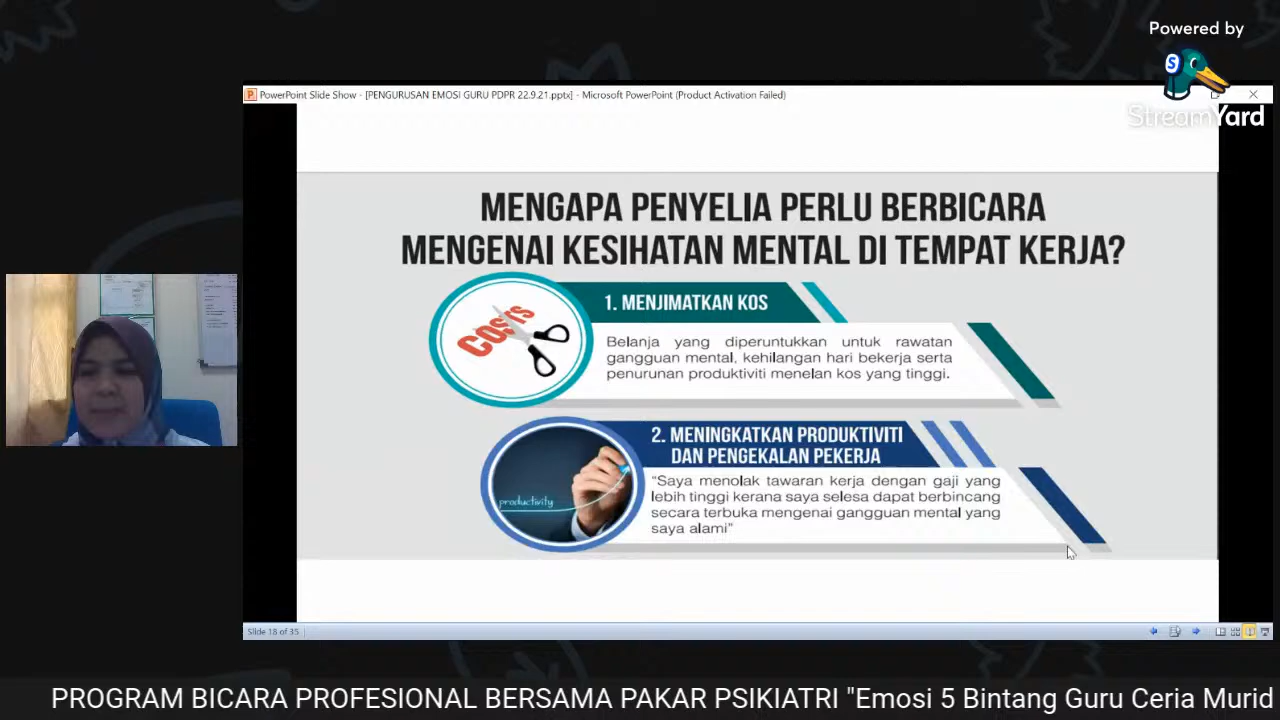 Powered by
StreamYard
PowerPoint Slide Show - [PENGURUSAN EMOSI GURU PDPR 22.9.21.pptx] - Microsoft PowerPoint (Product Activation Failed)
MENGAPA PENYELIA PERLU BERBICARA
MENGENAI KESIHATAN MENTAL DI TEMPAT KERJA?
COSTS
1. MENJIMATKAN KOS
Belanja yang diperuntukkan untuk rawatan
gangguan mental, kehilangan hari bekerja serta
penurunan produktiviti menelan kos yang tinggi.
productivity
2. MENINGKATKAN PRODUKTIVITI
DAN PENGEKALAN PEKERJA
“Saya menolak tawaran kerja dengan gaji yang
lebih tinggi kerana saya selesa dapat berbincang
secara terbuka mengenai gangguan mental yang
saya alami”
Slide 18 of 35
PROGRAM BICARA PROFESIONAL BERSAMA PAKAR PSIKIATRI "Emosi 5 Bintang Guru Ceria Murid